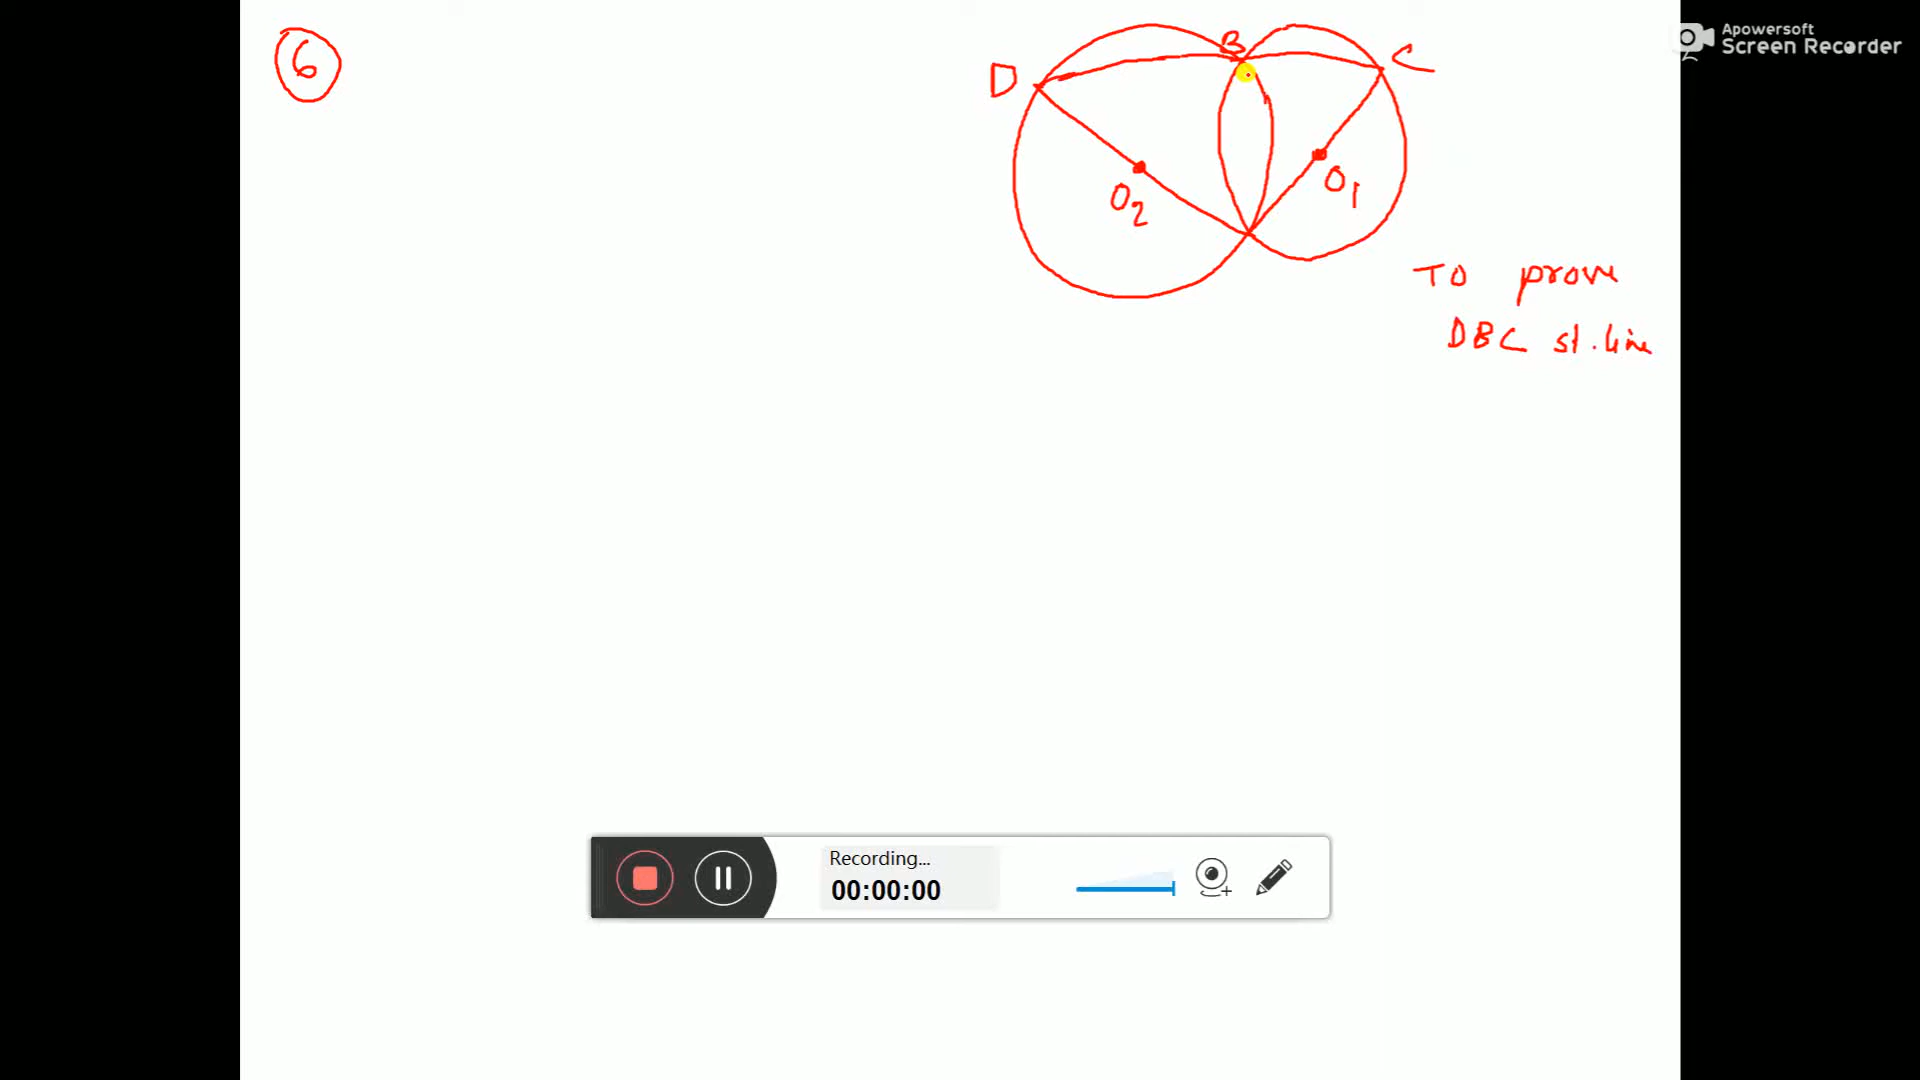 6
D
B
C
O2
O1
To prove
DBC st. line
Apowersoft
Screen Recorder
Recording...
00:00:00